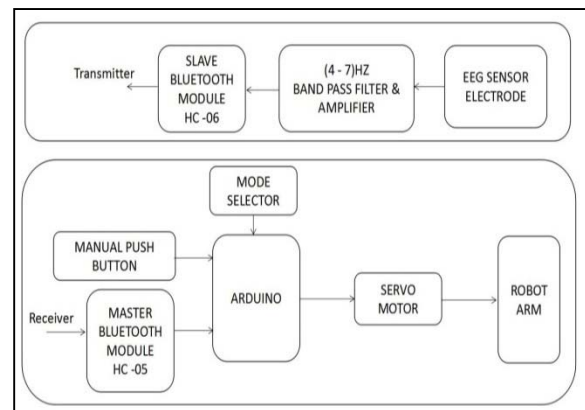 Transmitter
SLAVE
BLUETOOTH
MODULE
HC -06
(4 - 7)HZ
BAND PASS FILTER &
AMPLIFIER
EEG SENSOR
ELECTRODE
MODE
SELECTOR
MANUAL PUSH
BUTTON
Receiver
MASTER
BLUETOOTH
MODULE
HC -05
ARDUINO
SERVO
MOTOR
ROBOT
ARM